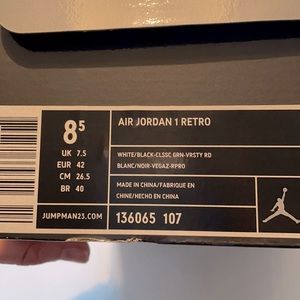 8⁵
AIR JORDAN 1 RETRO
UK 7.5
EUR 42
CM 26.5
BR 40
WHITE/BLACK-CLSSC GRN-VRSTY RD
BLANC/NOIR-VEGAZ-RPRO
MADE IN CHINA/FABRIQUE EN
CHINE/HECHO EN CHINA
JUMPMAN23.COM
136065 107